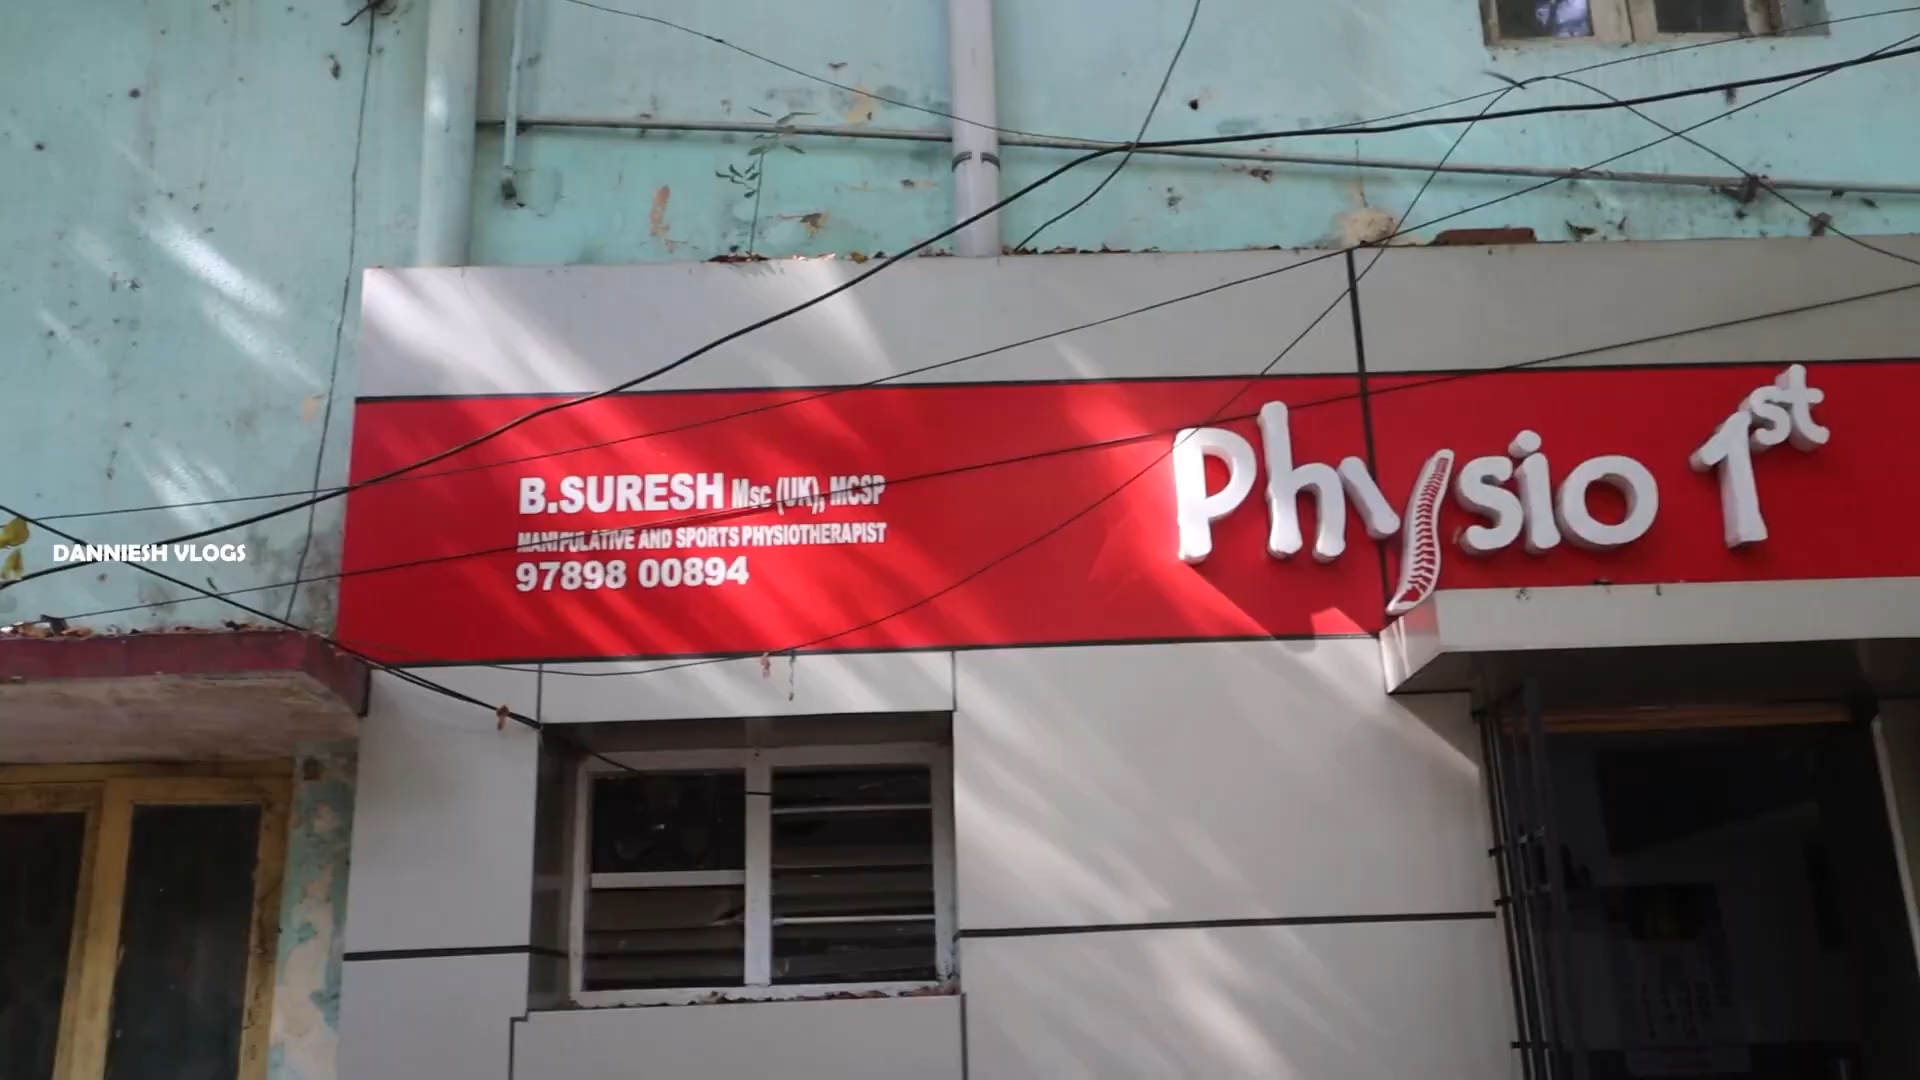 B.SURESH Msc (UK), MCSP
MANIPULATIVE AND SPORTS PHYSIOTHERAPIST
97898 00894
Physio 1st
DANNIESH VLOGS